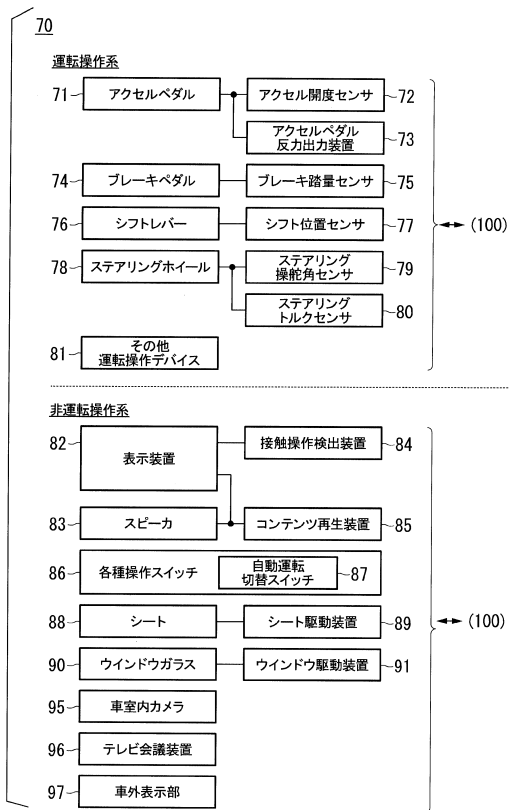 70
運転操作系
71 アクセルペダル アクセル開度センサ 72
アクセルペダル
反力出力装置 73
74 ブレーキペダル ブレーキ踏量センサ 75
76 シフトレバー シフト位置センサ 77
78 ステアリングホイール ステアリング
操舵角センサ 79
ステアリング
トルクセンサ 80
81 その他
運転操作デバイス
(100)
非運転操作系
82 表示装置 接触操作検出装置 84
83 スピーカ コンテンツ再生装置 85
86 各種操作スイッチ 自動運転
切替スイッチ 87
88 シート シート駆動装置 89
90 ウインドウガラス ウインドウ駆動装置 91
95 車室内カメラ
96 テレビ会議装置
97 車外表示部
(100)